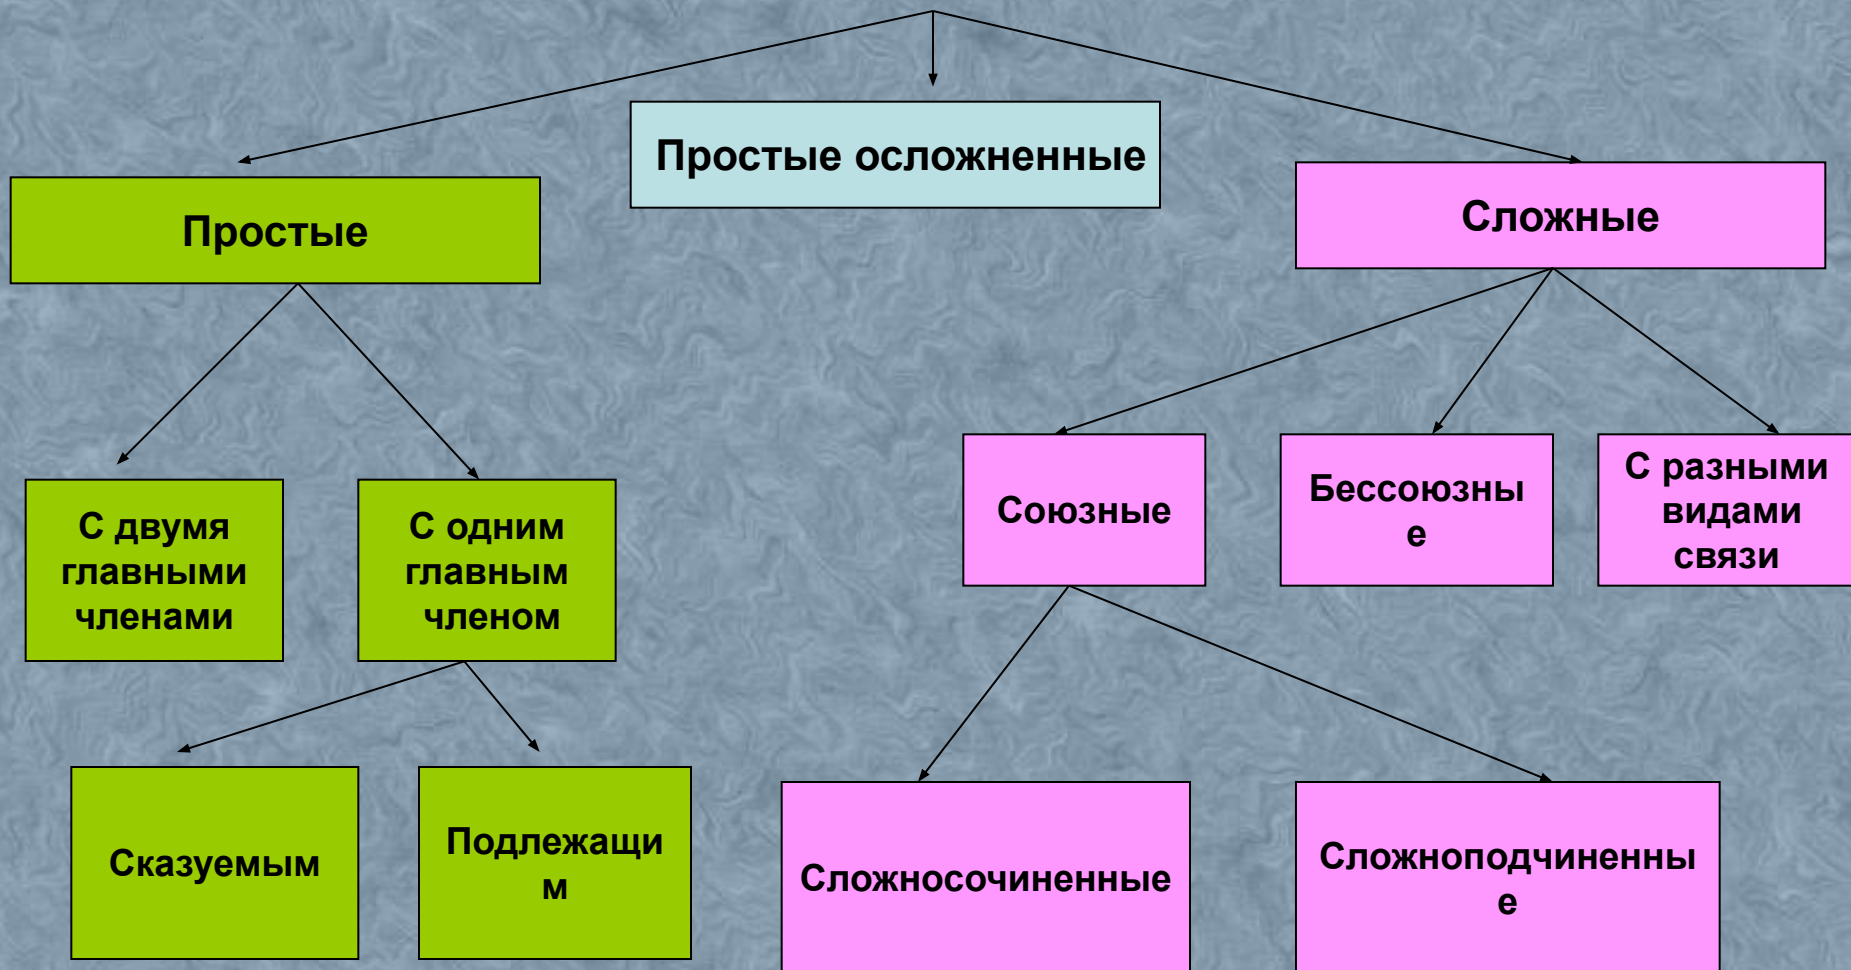 Простые осложненные
Простые
Сложные
С двумя
главными
членами
С одним
главным
членом
Союзные
Бессоюзны
е
С разными
видами
связи
Сказуемым
Подлежащи
м
Сложносочиненные
Сложноподчиненны
е